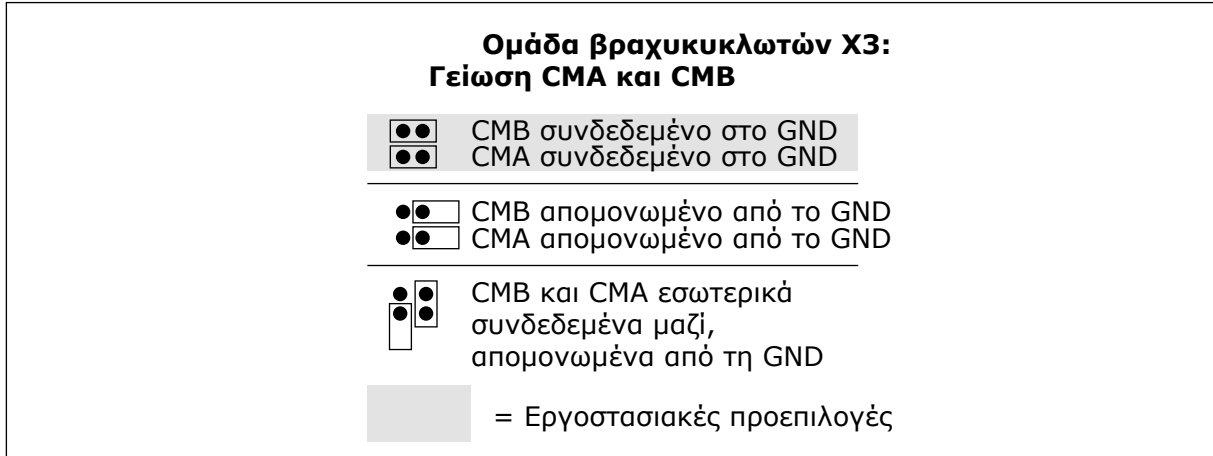 Ομάδα βραχυκυκλωτών X3:
Γείωση CMA και CMB
CMB συνδεδεμένο στο GND
CMA συνδεδεμένο στο GND
CMB απομονωμένο από το GND
CMA απομονωμένο από το GND
CMB και CMA εσωτερικά
συνδεδεμένα μαζί,
απομονωμένα από τη GND
= Εργοστασιακές προεπιλογές